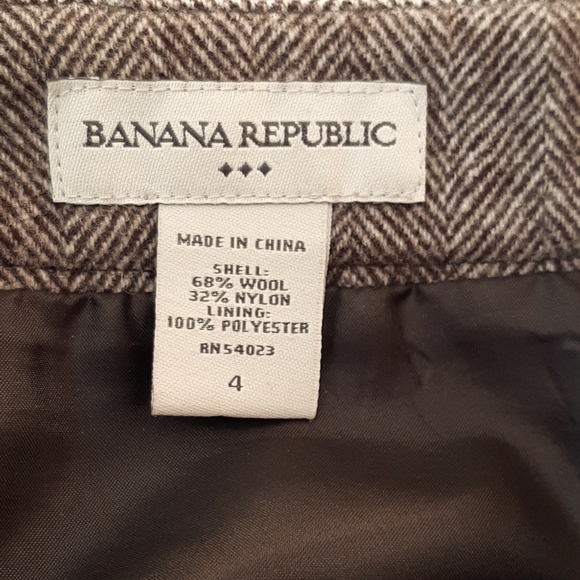 BANANA REPUBLIC
MADE IN CHINA
SHELL:
68% WOOL
32% NYLON
LINING:
100% POLYESTER
RN54023
4